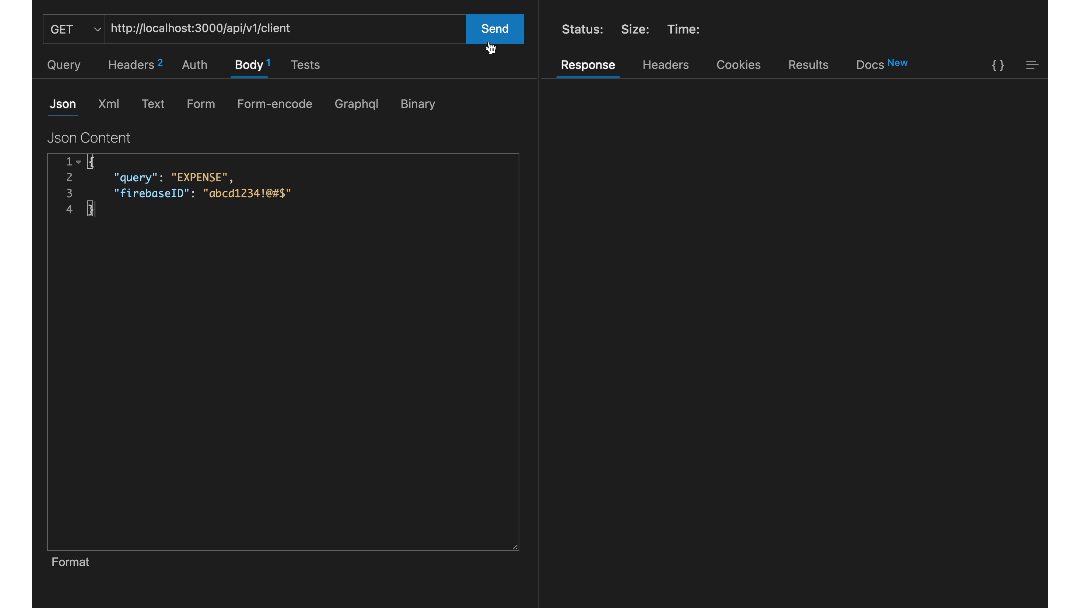 GET http://localhost:3000/api/v1/client Send
Status: Size: Time:
Query Headers 2 Auth Body 1 Tests
Response Headers Cookies Results Docs New { }
Json Xml Text Form Form-encode Graphql Binary
Json Content
1 {
2 "query": "EXPENSE",
3 "firebaseID": "abcd1234!@#$"
4 }
Format